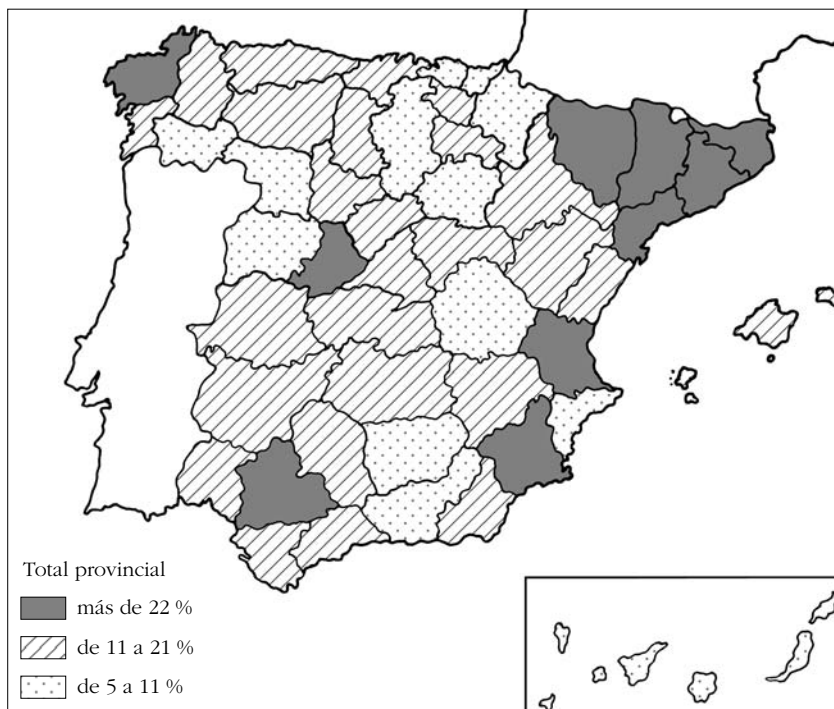 Total provincial
más de 22 %
de 11 a 21 %
de 5 a 11 %